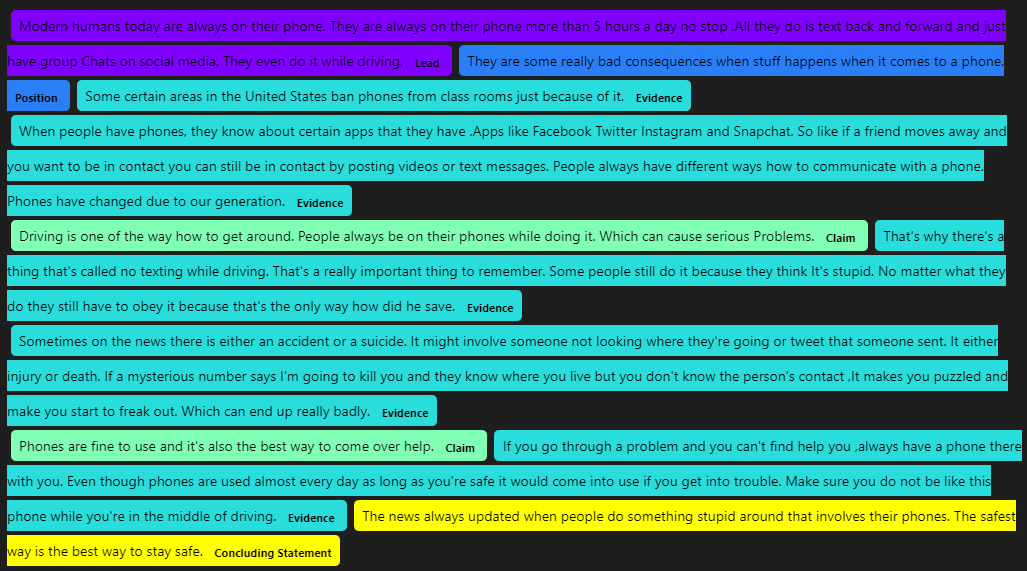 Modern humans today are always on their phone. They are always on their phone more than 5 hours a day no stop .All they do is text back and forward and just
have group Chats on social media. They even do it while driving. Lead They are some really bad consequences when stuff happens when it comes to a phone.
Position Some certain areas in the United States ban phones from class rooms just because of it. Evidence
When people have phones, they know about certain apps that they have .Apps like Facebook Twitter Instagram and Snapchat. So like if a friend moves away and
you want to be in contact you can still be in contact by posting videos or text messages. People always have different ways how to communicate with a phone.
Phones have changed due to our generation. Evidence
Driving is one of the way how to get around. People always be on their phones while doing it. Which can cause serious Problems. Claim That's why there's a
thing that's called no texting while driving. That's a really important thing to remember. Some people still do it because they think It's stupid. No matter what they
do they still have to obey it because that's the only way how did he save. Evidence
Sometimes on the news there is either an accident or a suicide. It might involve someone not looking where they're going or tweet that someone sent. It either
injury or death. If a mysterious number says I'm going to kill you and they know where you live but you don't know the person's contact ,It makes you puzzled and
make you start to freak out. Which can end up really badly. Evidence
Phones are fine to use and it's also the best way to come over help. Claim If you go through a problem and you can't find help you ,always have a phone there
with you. Even though phones are used almost every day as long as you're safe it would come into use if you get into trouble. Make sure you do not be like this
phone while you're in the middle of driving. Evidence The news always updated when people do something stupid around that involves their phones. The safest
way is the best way to stay safe. Concluding Statement